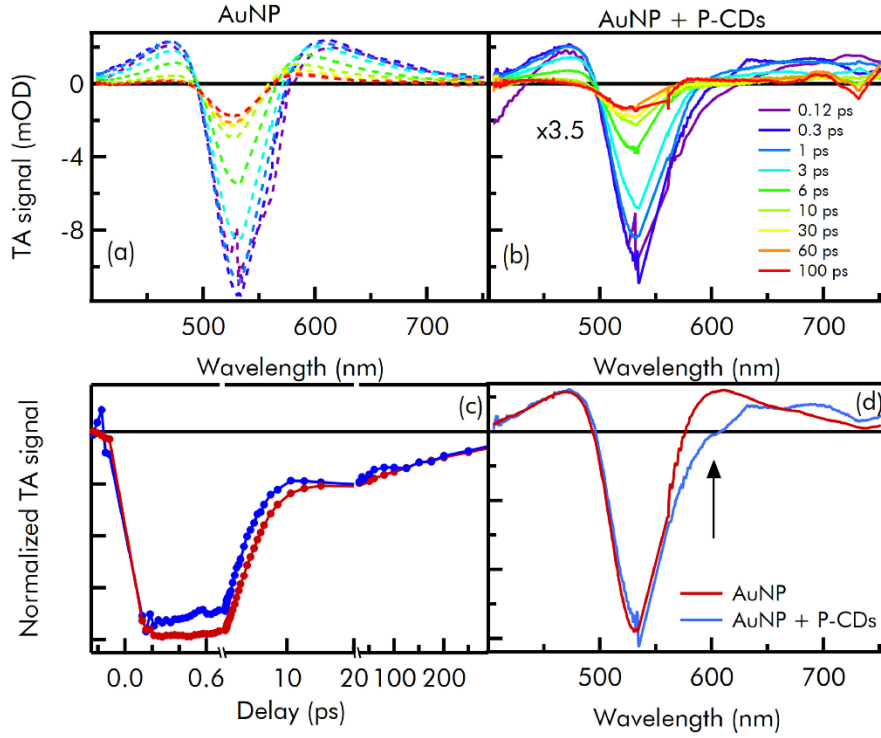 AuNP
AuNP + P-CDs
TA signal (mOD)
0
-4
-8
(a)
500
600
700
Wavelength (nm)
x3.5
(b)
0.12 ps
0.3 ps
1 ps
3 ps
6 ps
10 ps
30 ps
60 ps
100 ps
500
600
700
Wavelength (nm)
Normalized TA signal
(c)
0.0
0.6
10
20
100
200
Delay (ps)
(d)
AuNP
AuNP + P-CDs
500
600
700
Wavelength (nm)